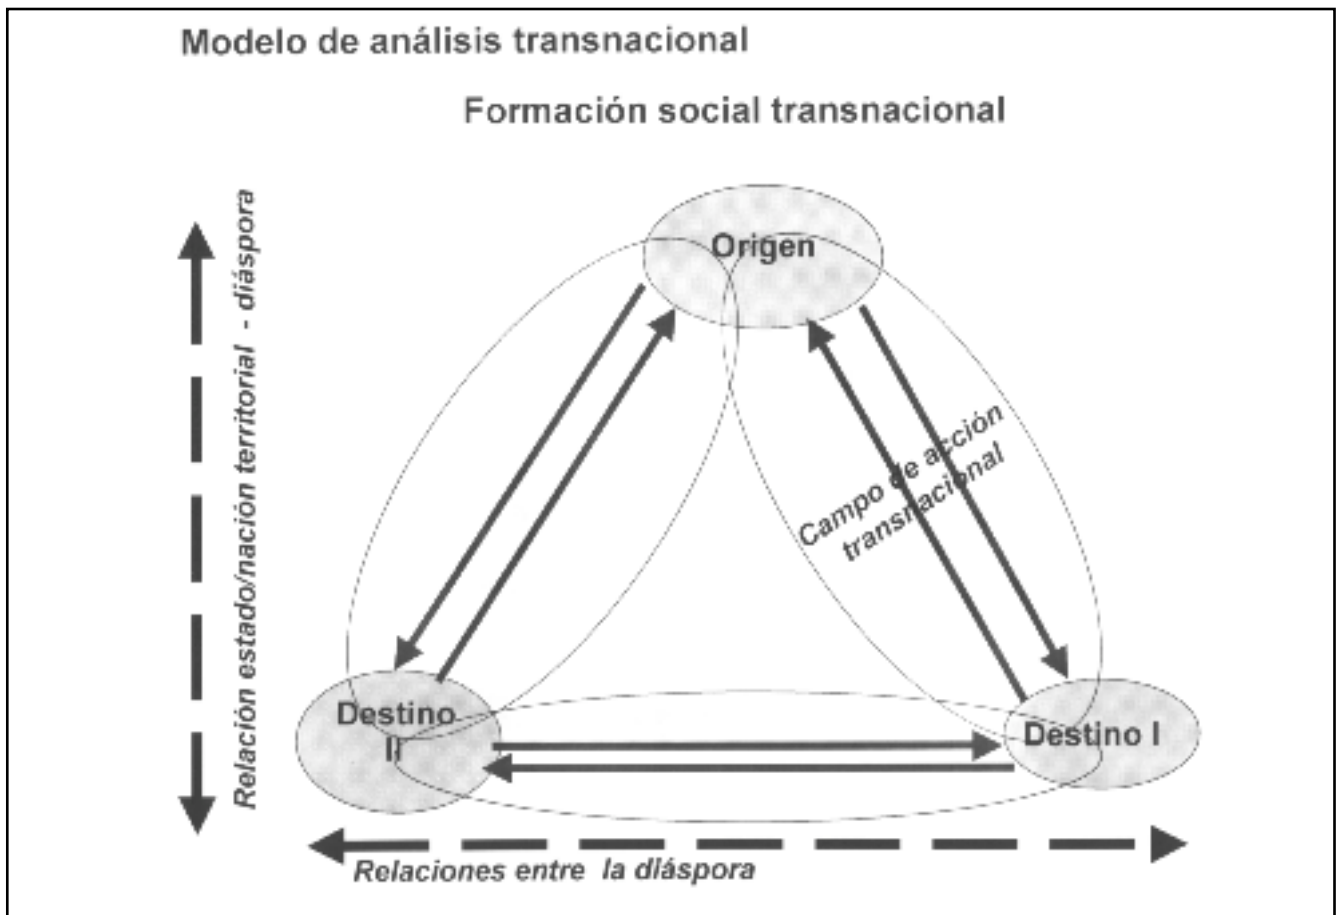 Modelo de análisis transnacional
Formación social transnacional
Relación estado/nación territorial - diáspora
Origen
Campo de acción
transnacional
Destino
II
Destino I
Relaciones entre la diáspora